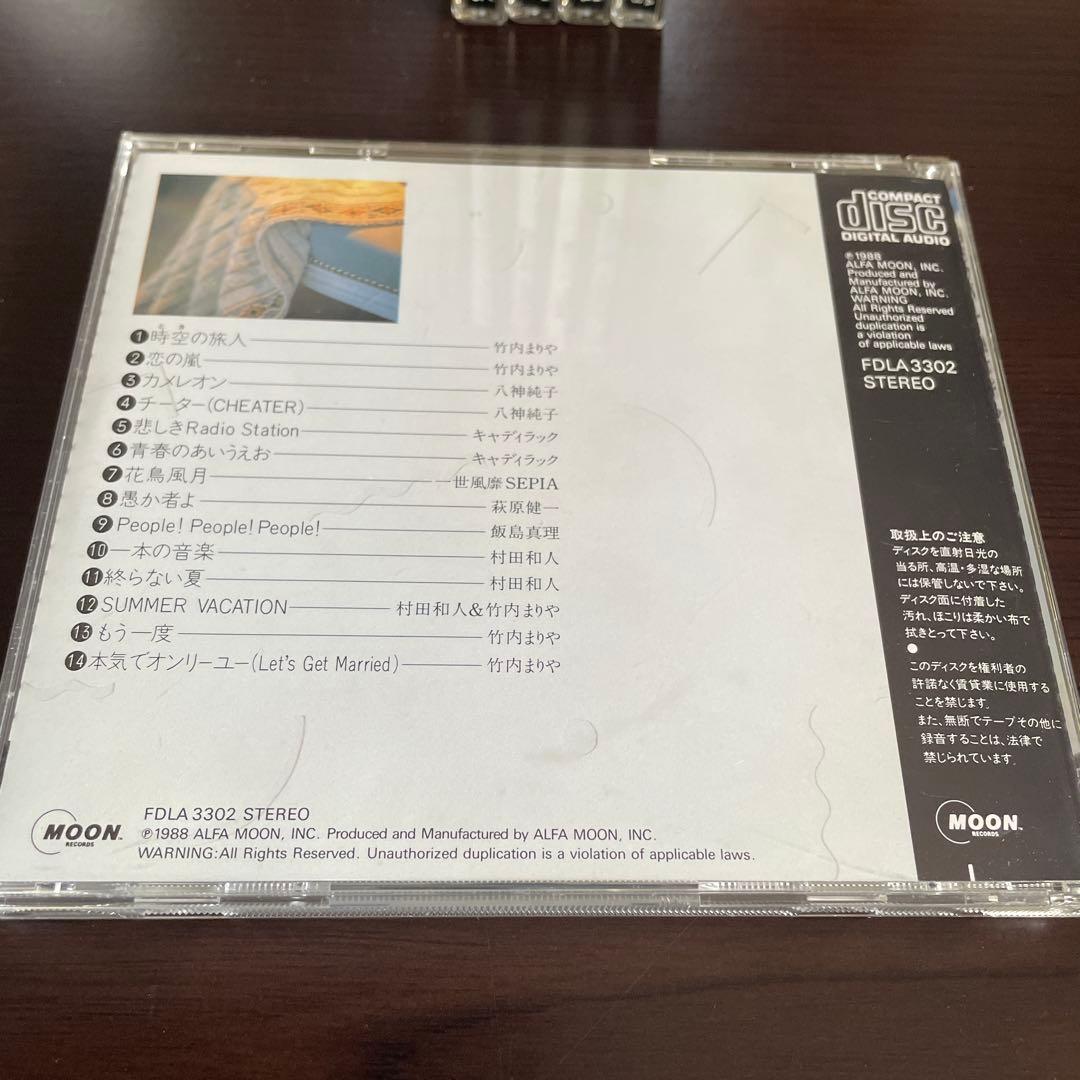 ❶時空の旅人 竹内まりや
とき
❷恋の嵐 竹内まりや
❸カメレオン 八神純子
❹チーター(CHEATER) 八神純子
❺悲しきRadio Station キャディラック
❻青春のあいうえお キャディラック
❼花鳥風月 一世風靡SEPIA
❽愚か者よ 萩原健一
❾People! People! People! 飯島真理
❿一本の音楽 村田和人
⓫終らない夏 村田和人
⓬SUMMER VACATION 村田和人&竹内まりや
⓭もう一度 竹内まりや
⓮本気でオンリーユー(Let's Get Married) 竹内まりや
MOON™
RECORDS
FDLA 3302 STEREO
℗1988 ALFA MOON, INC. Produced and Manufactured by ALFA MOON, INC.
WARNING:All Rights Reserved. Unauthorized duplication is a violation of applicable laws.
COMPACT
disc
DIGITAL AUDIO
℗1988
ALFA MOON, INC.
Produced and
Manufactured by
ALFA MOON, INC.
WARNING
All Rights Reserved
Unauthorized
duplication is
a violation
of applicable laws
FDLA3302
STEREO
取扱上のご注意
ディスクを直射日光の
当る所、高温・多湿な場所
には保管しないで下さい。
ディスク面に付着した
汚れ、ほこりは柔かい布で
拭きとって下さい。
●
このディスクを権利者の
許諾なく賃貸業に使用する
ことを禁じます。
また、無断でテープその他に
録音することは、法律で
禁じられています。
MOON™
RECORDS